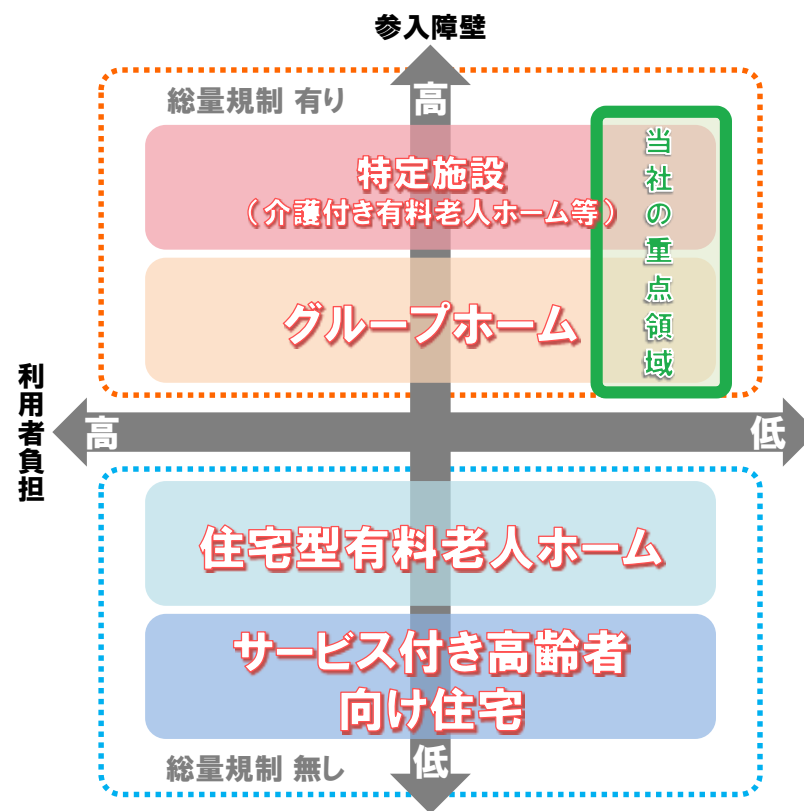 参入障壁
高
総量規制 有り
特定施設
（介護付き有料老人ホーム等）
グループホーム
当社の重点領域
利用者負担
高
低
住宅型有料老人ホーム
サービス付き高齢者
向け住宅
低
総量規制 無し